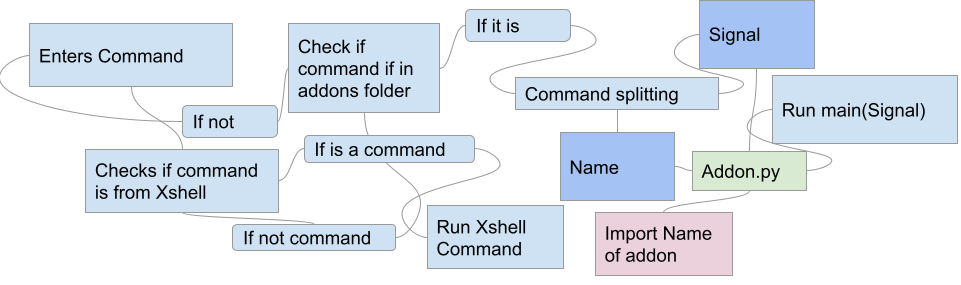 Enters Command
If not
Check if
command if in
addons folder
If it is
Command splitting
Signal
Run main(Signal)
Checks if command
is from Xshell
If is a command
If not command
Run Xshell
Command
Name
Addon.py
Import Name
of addon